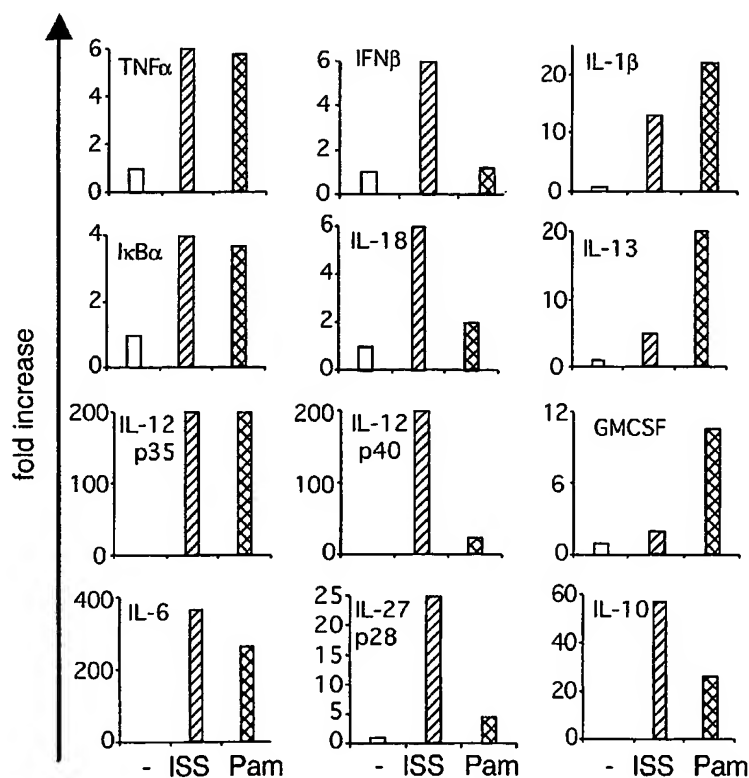 fold increase
6
4
2
0
TNFα
6
4
2
0
IFNβ
20
10
0
IL-1β
4
2
0
IκBα
6
4
2
0
IL-18
20
10
0
IL-13
200
100
0
IL-12
p35
200
100
0
IL-12
p40
12
6
0
GMCSF
400
200
0
IL-6
25
20
15
10
5
0
IL-27
p28
60
40
20
0
IL-10
- ISS Pam
- ISS Pam
- ISS Pam